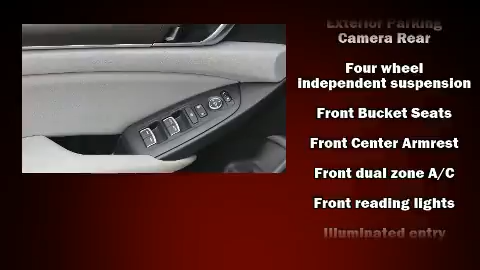 Exterior Parking
Camera Rear
Four wheel
independent suspension
Front Bucket Seats
Front Center Armrest
Front dual zone A/C
Front reading lights
Illuminated entry